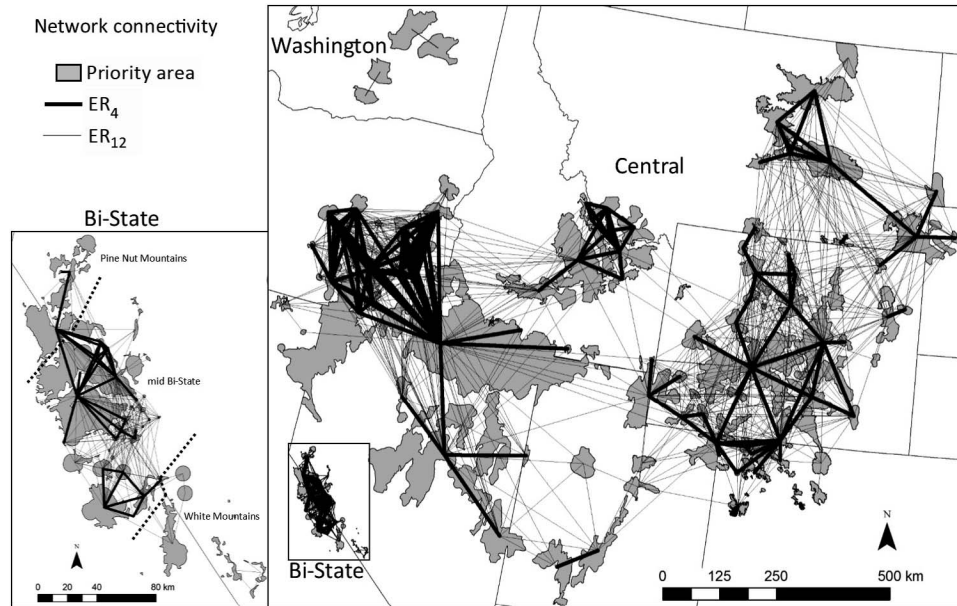 Network connectivity
Priority area
ER4
ER12
Bi-State
Pine Nut Mountains
mid Bi-State
White Mountains
N
0 10 20 40 80 km
Washington
Central
Bi-State
N
0 125 250 500 km